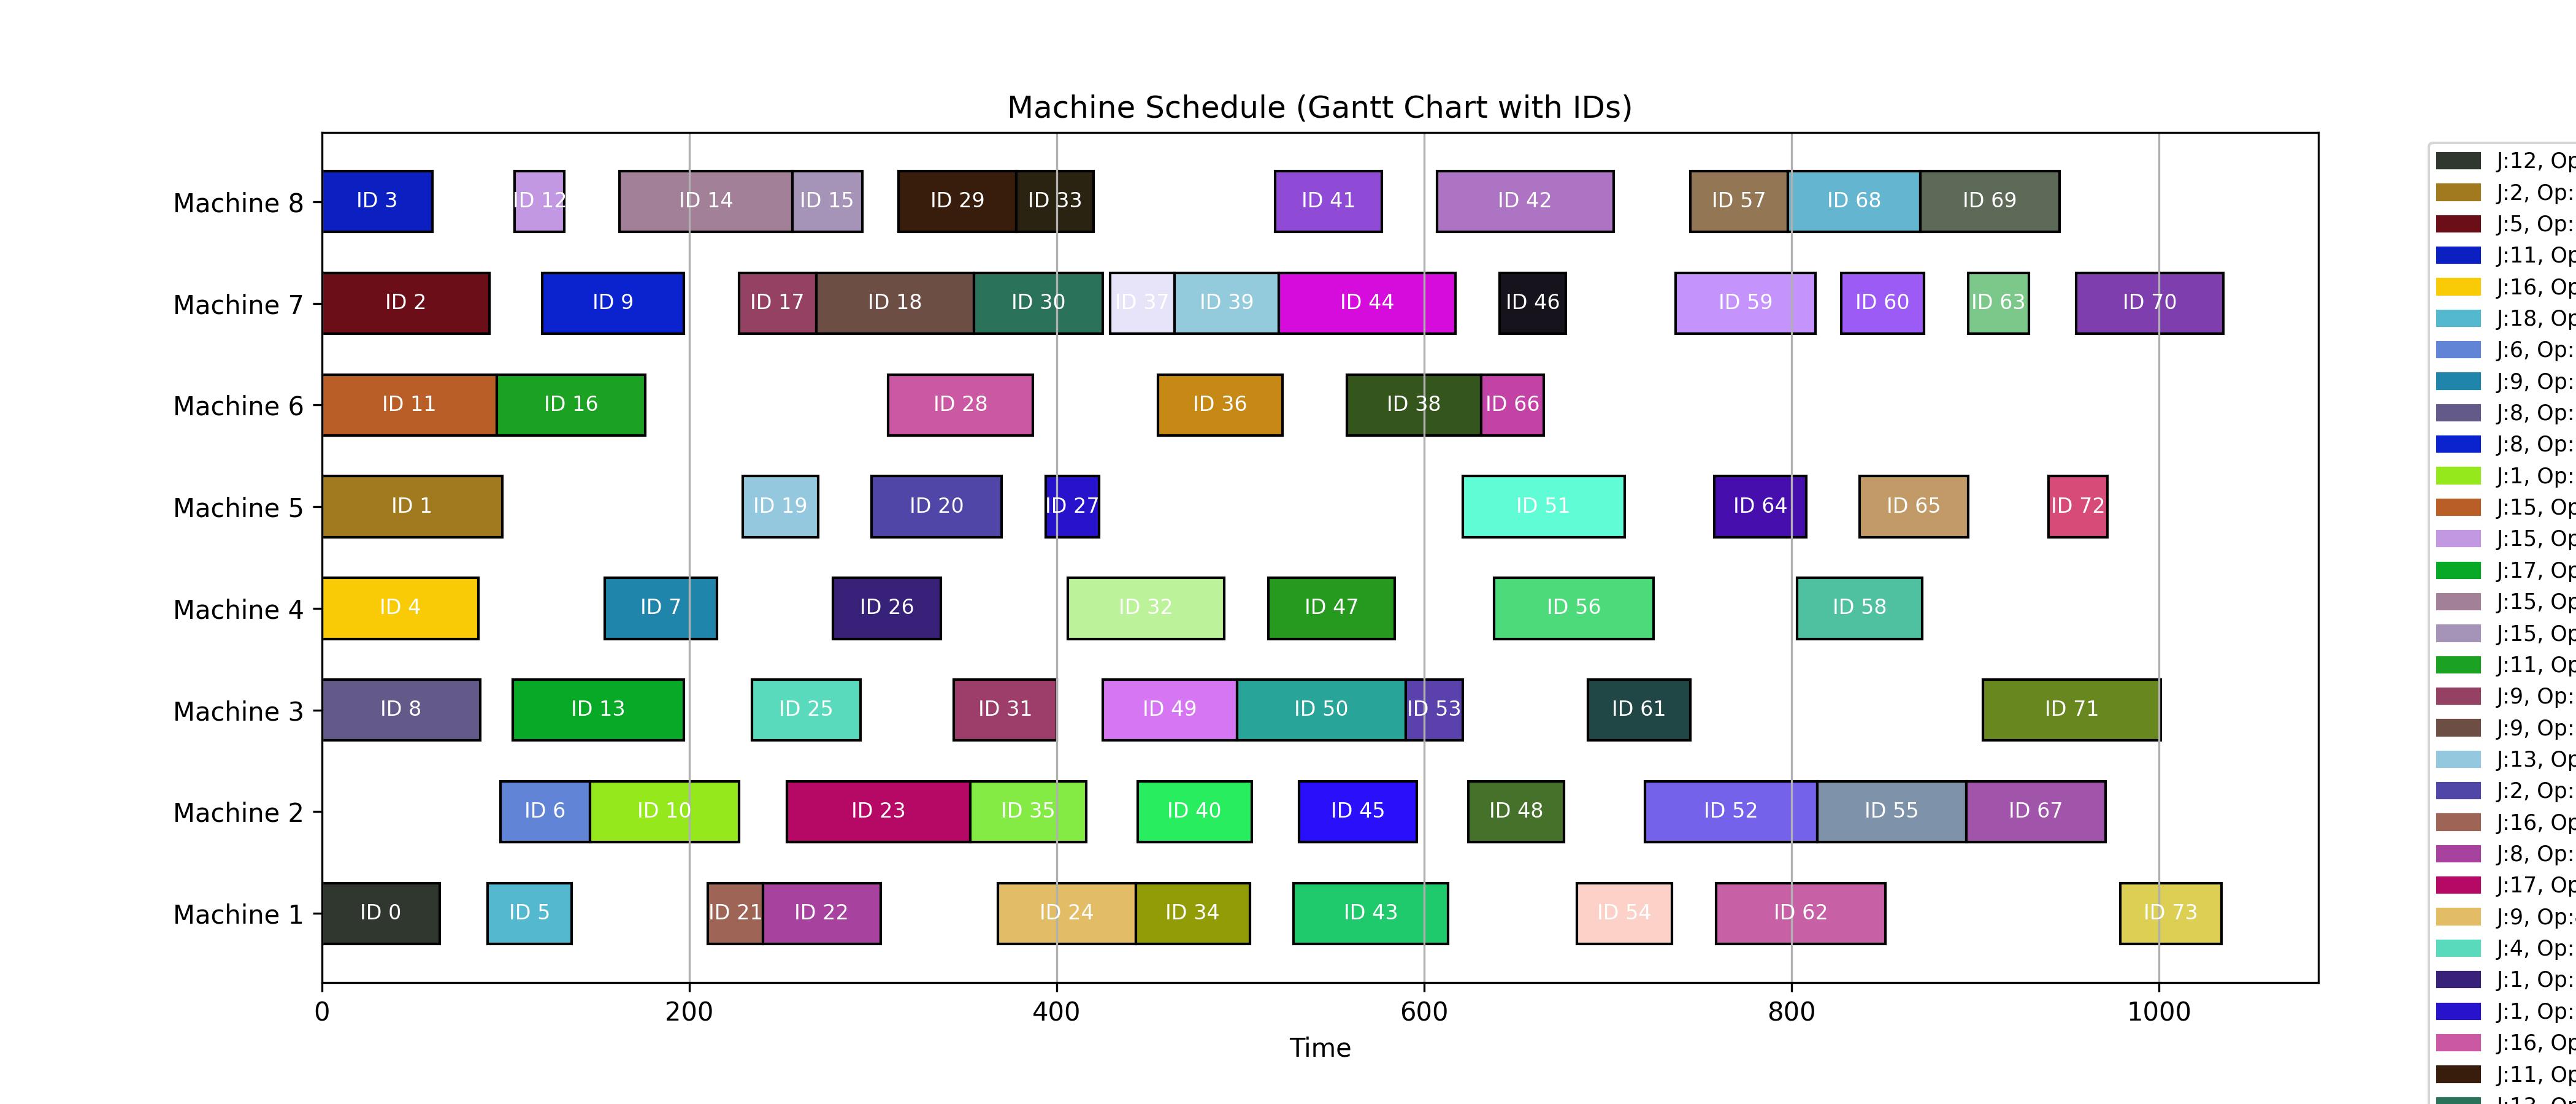 Machine Schedule (Gantt Chart with IDs)
Machine 8
ID 3
ID 12
ID 14
ID 15
ID 29
ID 33
ID 41
ID 42
ID 57
ID 68
ID 69
Machine 7
ID 2
ID 9
ID 17
ID 18
ID 30
ID 37
ID 39
ID 44
ID 46
ID 59
ID 60
ID 63
ID 70
Machine 6
ID 11
ID 16
ID 28
ID 36
ID 38
ID 66
Machine 5
ID 1
ID 19
ID 20
ID 27
ID 51
ID 64
ID 65
ID 72
Machine 4
ID 4
ID 7
ID 26
ID 32
ID 47
ID 56
ID 58
Machine 3
ID 8
ID 13
ID 25
ID 31
ID 49
ID 50
ID 53
ID 61
ID 71
Machine 2
ID 6
ID 10
ID 23
ID 35
ID 40
ID 45
ID 48
ID 52
ID 55
ID 67
Machine 1
ID 0
ID 5
ID 21
ID 22
ID 24
ID 34
ID 43
ID 54
ID 62
ID 73
0
200
400
600
800
1000
Time
J:12, Op
J:2, Op:
J:5, Op:
J:11, Op
J:16, Op
J:18, Op
J:6, Op:
J:9, Op:
J:8, Op:
J:8, Op:
J:1, Op:
J:15, Op
J:15, Op
J:17, Op
J:15, Op
J:15, Op
J:11, Op
J:9, Op:
J:9, Op:
J:13, Op
J:2, Op:
J:16, Op
J:8, Op:
J:17, Op
J:9, Op:
J:4, Op:
J:1, Op:
J:1, Op:
J:16, Op
J:11, Op